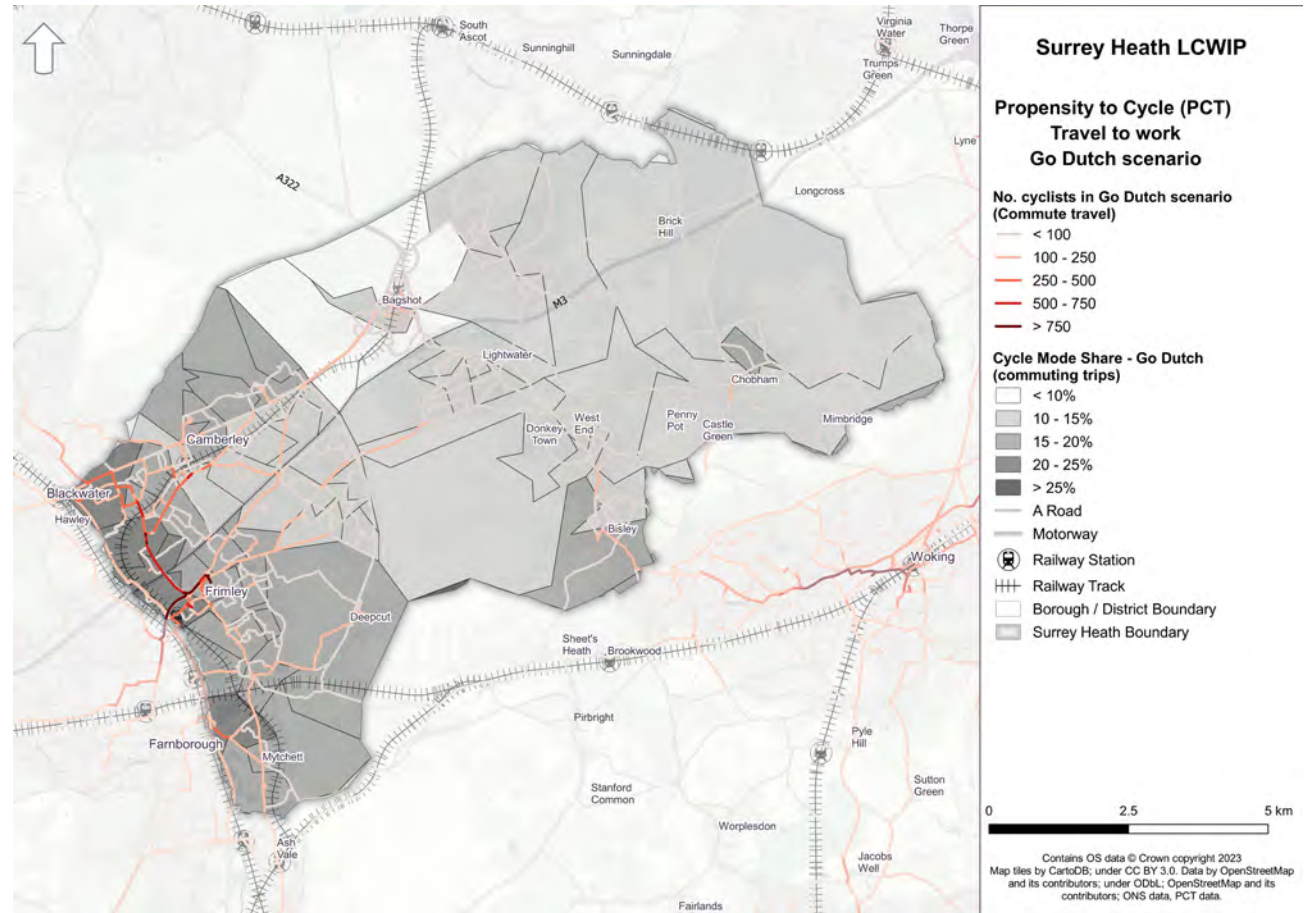 South
Ascot
Sunninghill
Sunningdale
Virginia
Water
Thorpe
Green
Trumps
Green
Lyne
A322
Longcross
Brick
Hill
Bagshot
M3
Lightwater
Chobham
Camberley
Donkey
Town
West
End
Penny
Pot
Castle
Green
Mimbridge
Blackwater
Hawley
Bisley
Woking
Frimley
Deepcut
Sheet's
Heath
Brookwood
Pirbright
Farnborough
Mytchett
Pyle
Hill
Stanford
Common
Sutton
Green
Worplesdon
Ash
Vale
Jacobs
Well
Fairlands
Surrey Heath LCWIP
Propensity to Cycle (PCT)
Travel to work
Go Dutch scenario
No. cyclists in Go Dutch scenario
(Commute travel)
< 100
100 - 250
250 - 500
500 - 750
> 750
Cycle Mode Share - Go Dutch
(commuting trips)
< 10%
10 - 15%
15 - 20%
20 - 25%
> 25%
A Road
Motorway
Railway Station
Railway Track
Borough / District Boundary
Surrey Heath Boundary
0 2.5 5 km
Contains OS data © Crown copyright 2023
Map tiles by CartoDB; under CC BY 3.0. Data by OpenStreetMap
and its contributors; under ODbL; OpenStreetMap and its
contributors; ONS data, PCT data.